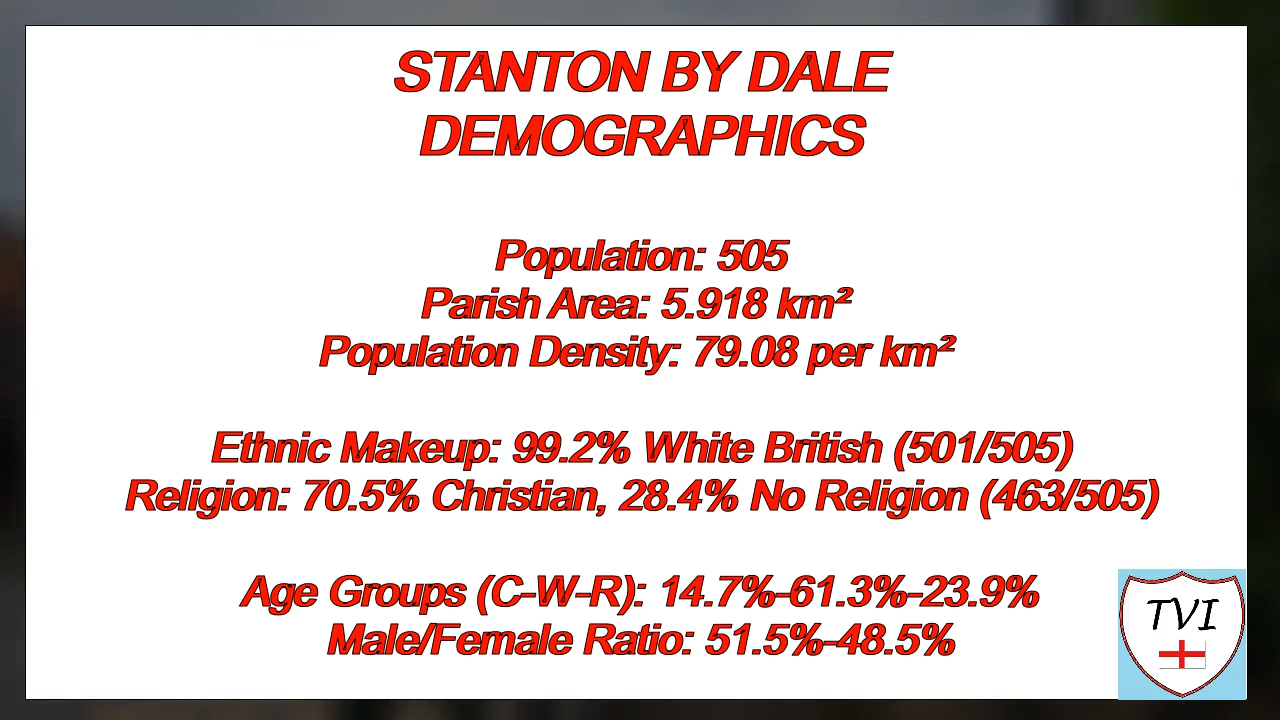 STANTON BY DALE
DEMOGRAPHICS
Population: 505
Parish Area: 5.918 km²
Population Density: 79.08 per km²
Ethnic Makeup: 99.2% White British (501/505)
Religion: 70.5% Christian, 28.4% No Religion (463/505)
Age Groups (C-W-R): 14.7%-61.3%-23.9%
Male/Female Ratio: 51.5%-48.5%
TVI